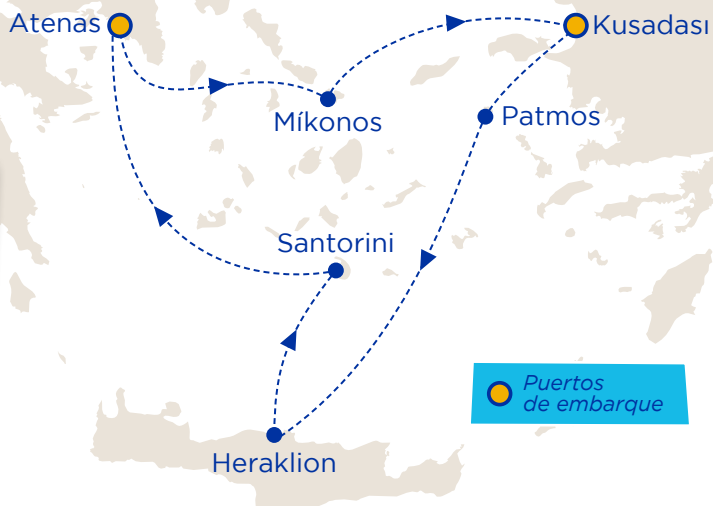 Atenas
Kusadası
Míkonos
Patmos
Santorini
Puertos
de embarque
Heraklion